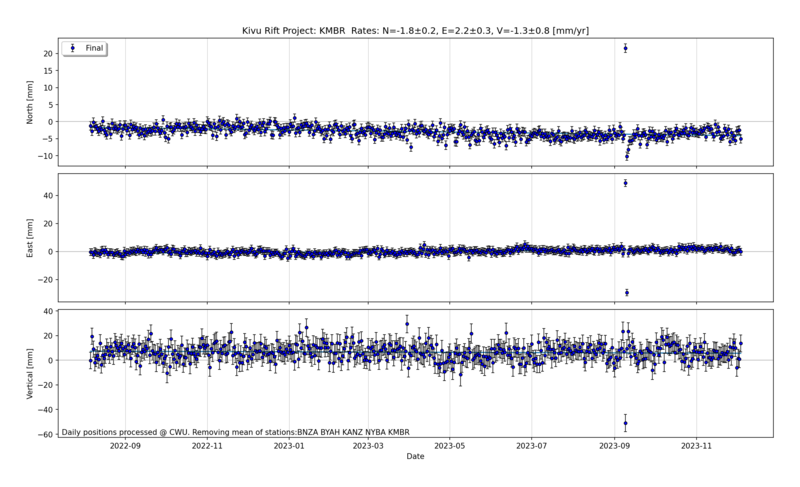 Kivu Rift Project: KMBR  Rates: N=-1.8±0.2, E=2.2±0.3, V=-1.3±0.8 [mm/yr]
Final
North [mm]
20
15
10
5
0
−5
−10
East [mm]
40
20
0
−20
Vertical [mm]
40
20
0
−20
−40
−60
Daily positions processed @ CWU. Removing mean of stations:BNZA BYAH KANZ NYBA KMBR
2022-09 2022-11 2023-01 2023-03 2023-05 2023-07 2023-09 2023-11
Date